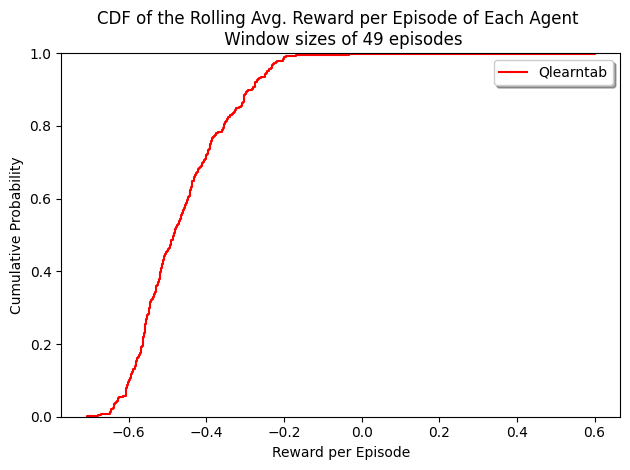 CDF of the Rolling Avg. Reward per Episode of Each Agent
Window sizes of 49 episodes
Qlearntab
Cumulative Probability
1.0
0.8
0.6
0.4
0.2
0.0
−0.6 −0.4 −0.2 0.0 0.2 0.4 0.6
Reward per Episode